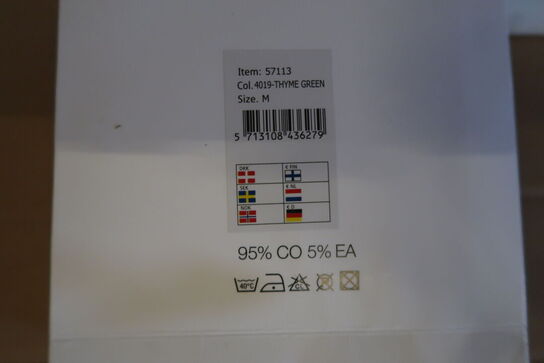 Item: 57113
Col.4019-THYME GREEN
Size. M
5 713108 436279
DKK € FIN
SEK € NL
NOK € D
95% CO 5% EA
40°C CL